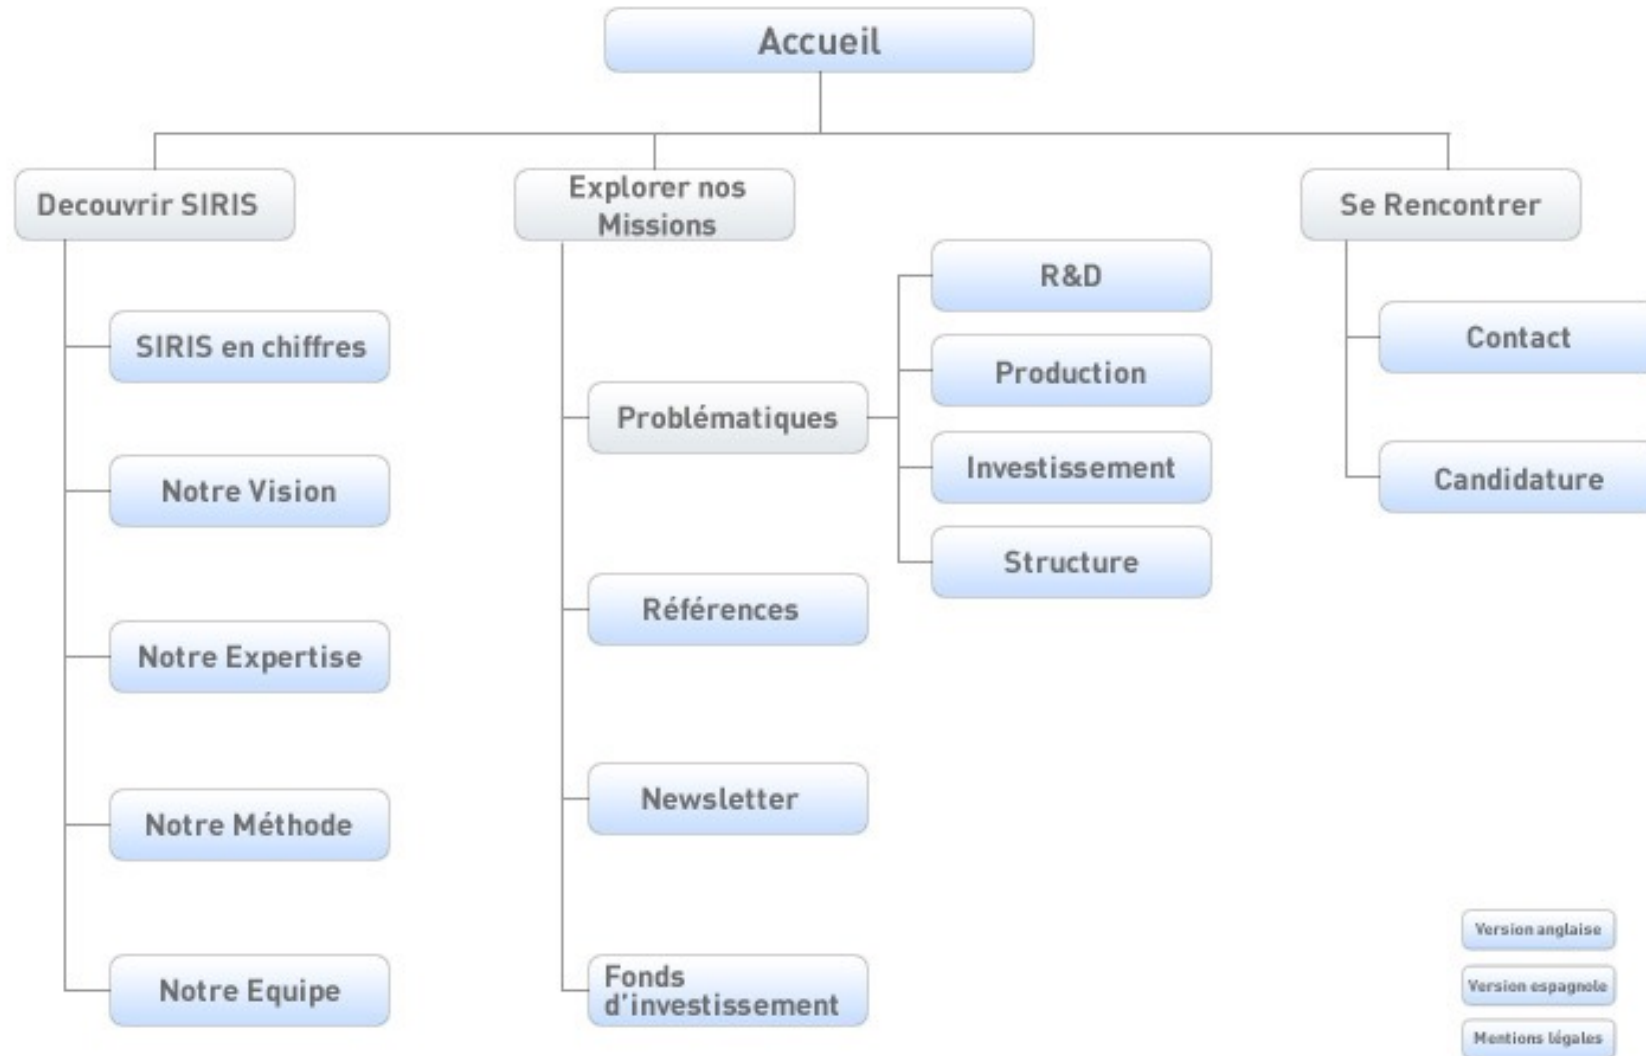 Accueil
Decouvrir SIRIS
SIRIS en chiffres
Notre Vision
Notre Expertise
Notre Méthode
Notre Equipe
Explorer nos
Missions
Problématiques
R&D
Production
Investissement
Structure
Références
Newsletter
Fonds
d'investissement
Se Rencontrer
Contact
Candidature
Version anglaise
Version espagnole
Mentions légales